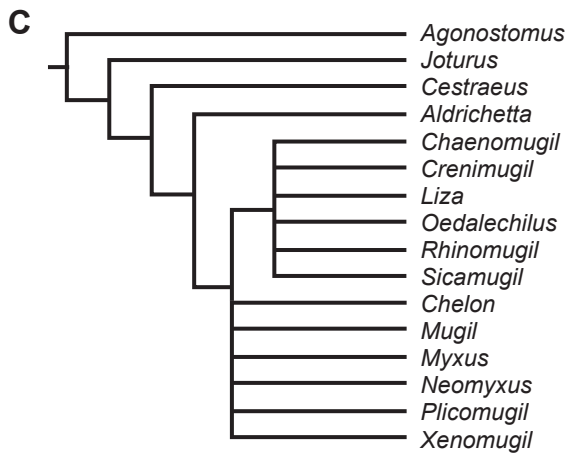 C
Agonostomus
Joturus
Cestraeus
Aldrichetta
Chaenomugil
Crenimugil
Liza
Oedalechilus
Rhinomugil
Sicamugil
Chelon
Mugil
Myxus
Neomyxus
Plicomugil
Xenomugil